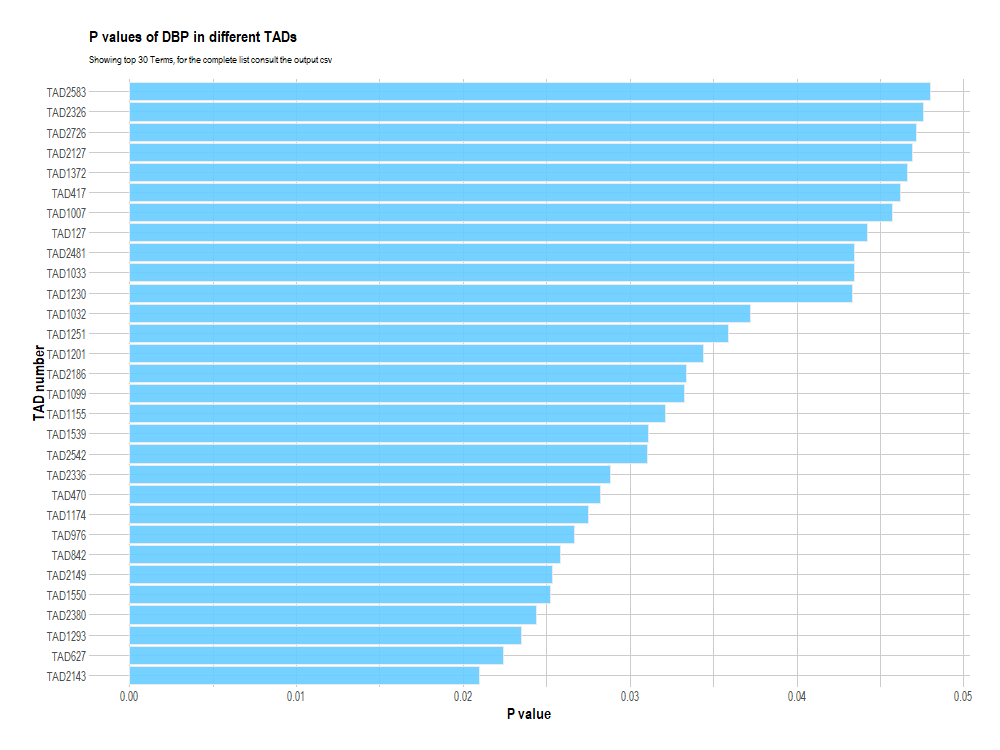 P values of DBP in different TADs
Showing top 30 Terms, for the complete list consult the output csv
TAD2583
TAD2326
TAD2726
TAD2127
TAD1372
TAD417
TAD1007
TAD127
TAD2481
TAD1033
TAD1230
TAD1032
TAD1251
TAD1201
TAD2186
TAD1099
TAD1155
TAD1539
TAD2542
TAD2336
TAD470
TAD1174
TAD976
TAD842
TAD2149
TAD1550
TAD2380
TAD1293
TAD627
TAD2143
TAD number
0.00 0.01 0.02 0.03 0.04 0.05
P value